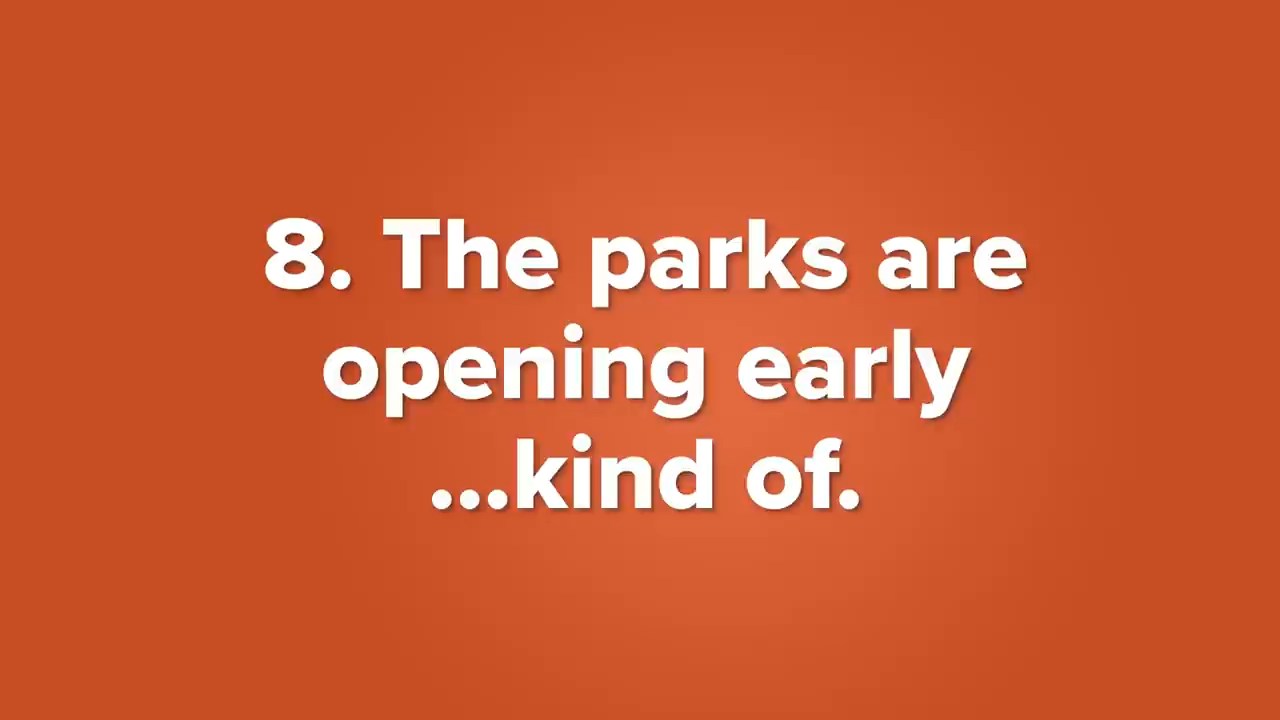 8. The parks are
opening early
...kind of.